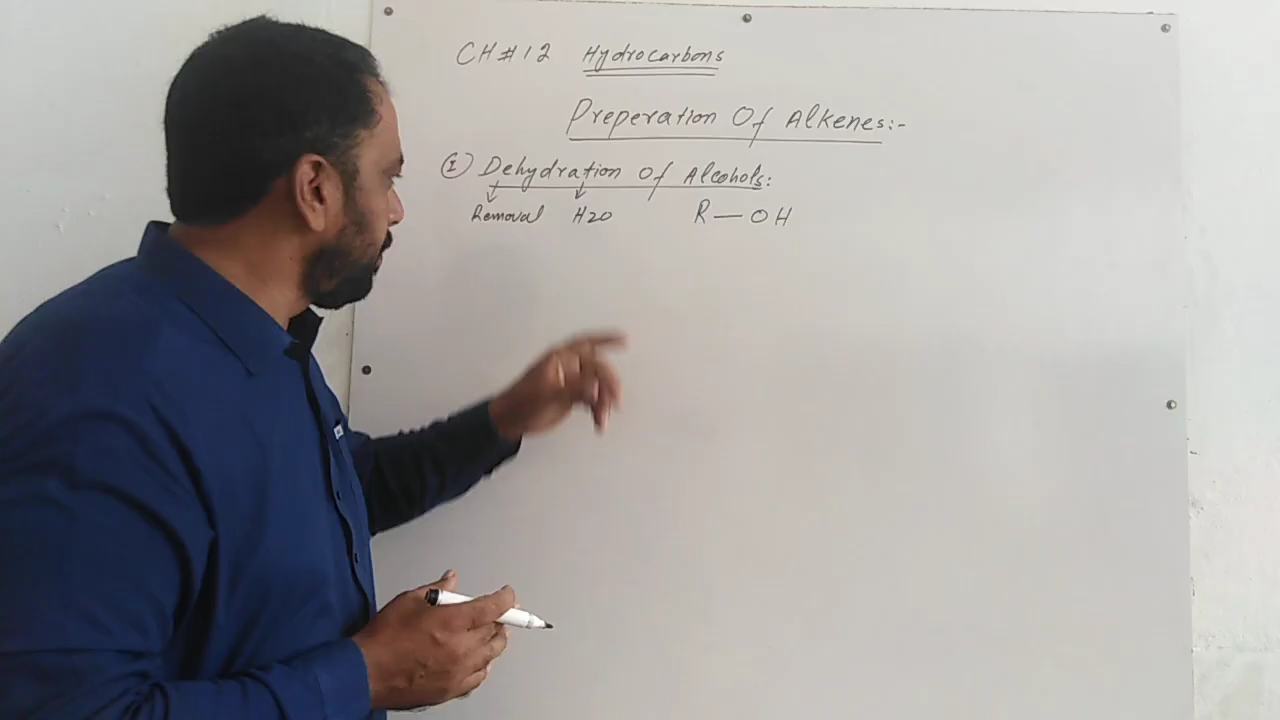 CH#12 Hydrocarbons
Preperation Of Alkenes:-
① Dehydration Of Alcohols:
Removal H2O R — OH